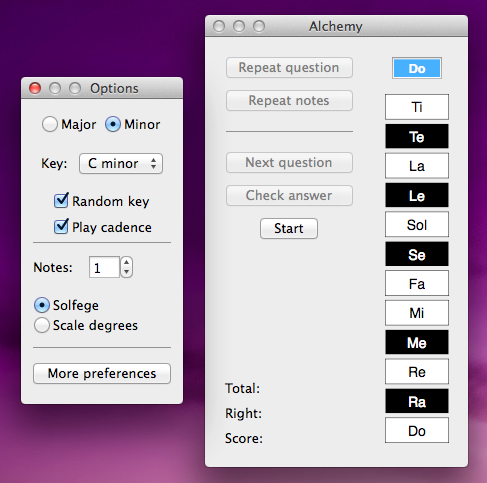 Options
Major
Minor
Key:
C minor
Random key
Play cadence
Notes:
1
Solfege
Scale degrees
More preferences
Alchemy
Repeat question
Repeat notes
Next question
Check answer
Start
Total:
Right:
Score:
Do
Ti
Te
La
Le
Sol
Se
Fa
Mi
Me
Re
Ra
Do